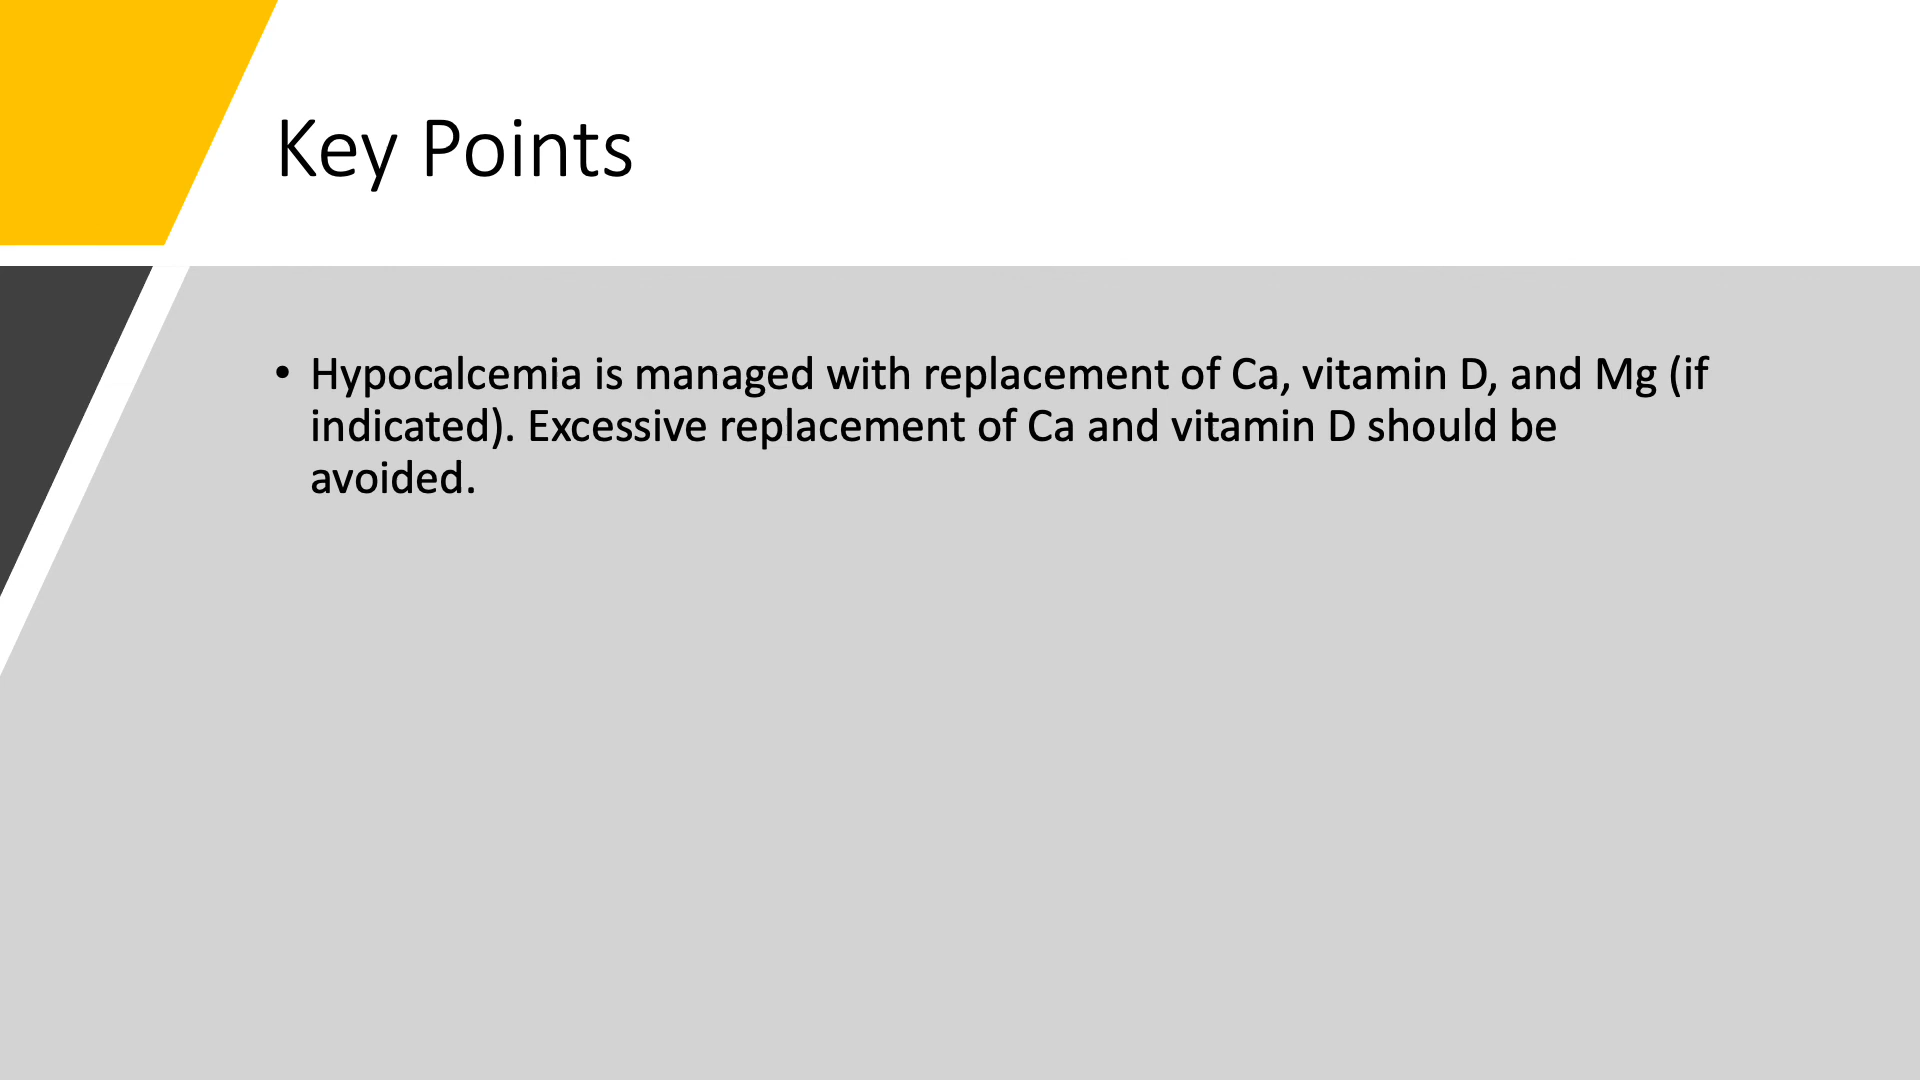 Key Points
• Hypocalcemia is managed with replacement of Ca, vitamin D, and Mg (if
indicated). Excessive replacement of Ca and vitamin D should be
avoided.